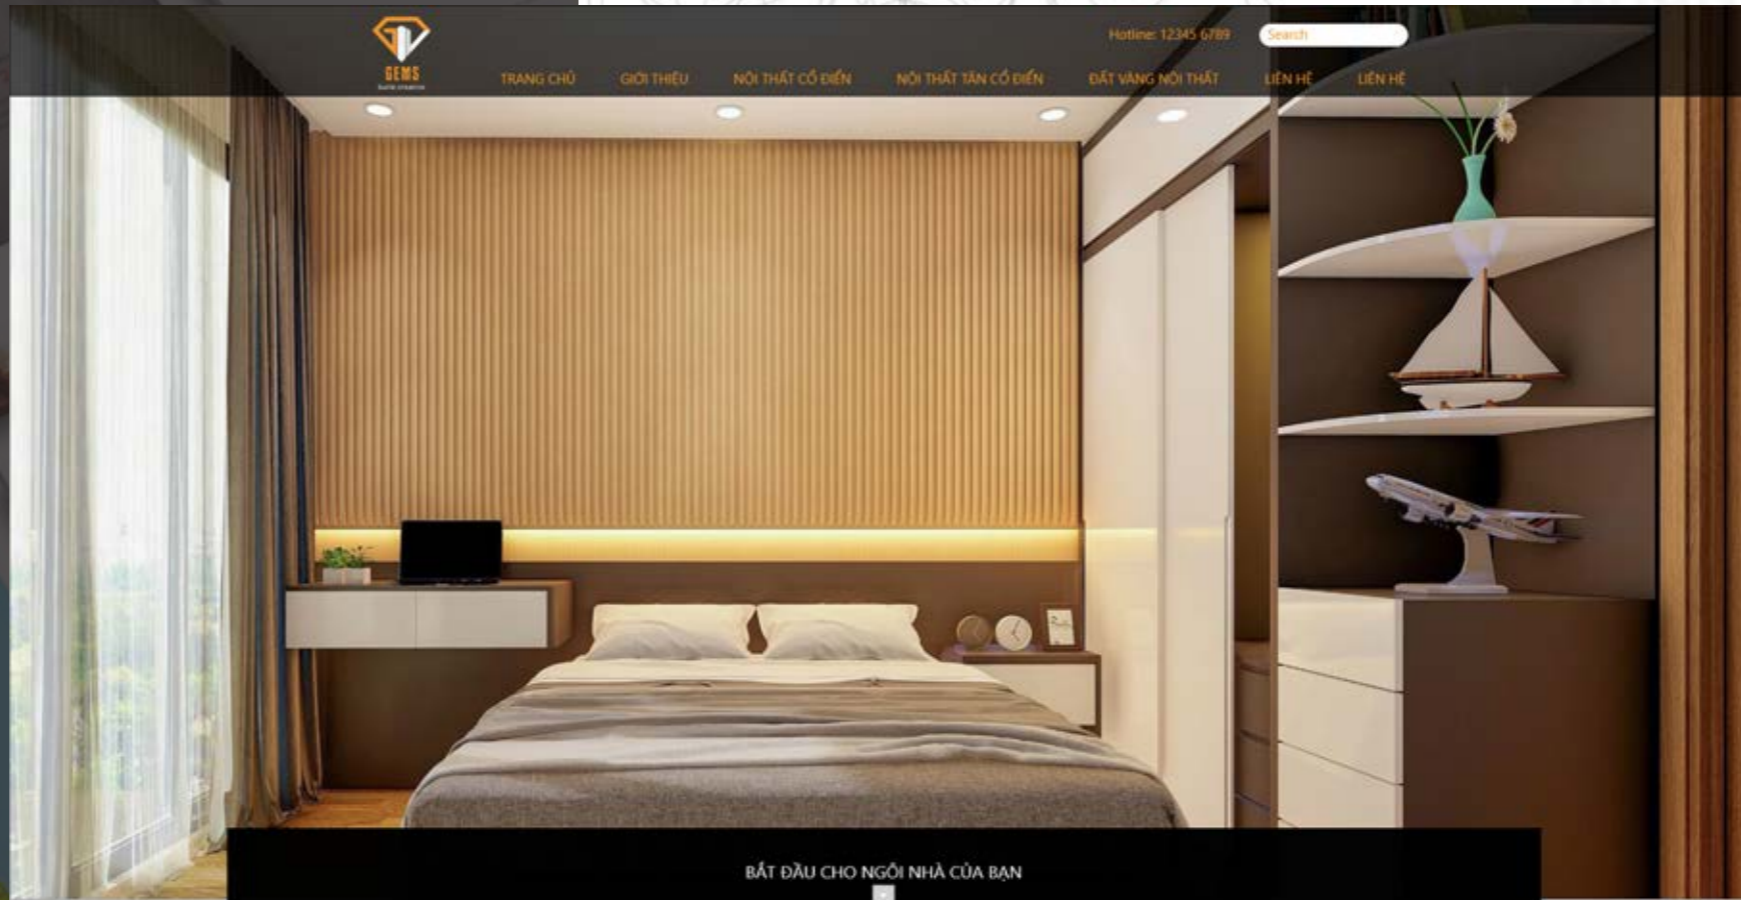 Hotline: 12345 6789
Search
GEMS
TRANG CHỦ
GIỚI THIỆU
NỘI THẤT CỔ ĐIỂN
NỘI THẤT TÂN CỔ ĐIỂN
ĐẤT VÀNG NỘI THẤT
LIÊN HỆ
LIÊN HỆ
BẮT ĐẦU CHO NGÔI NHÀ CỦA BẠN